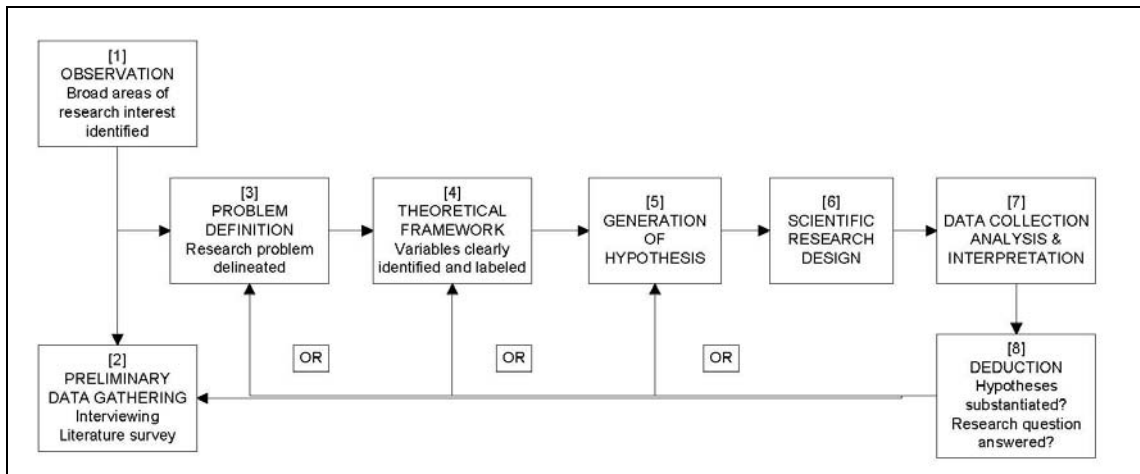 [1]
OBSERVATION
Broad areas of
research interest
identified
[3]
PROBLEM
DEFINITION
Research problem
delineated
[4]
THEORETICAL
FRAMEWORK
Variables clearly
identified and labeled
[5]
GENERATION
OF
HYPOTHESIS
[6]
SCIENTIFIC
RESEARCH
DESIGN
[7]
DATA COLLECTION
ANALYSIS &
INTERPRETATION
[2]
PRELIMINARY
DATA GATHERING
Interviewing
Literature survey
OR
OR
OR
[8]
DEDUCTION
Hypotheses
substantiated?
Research question
answered?